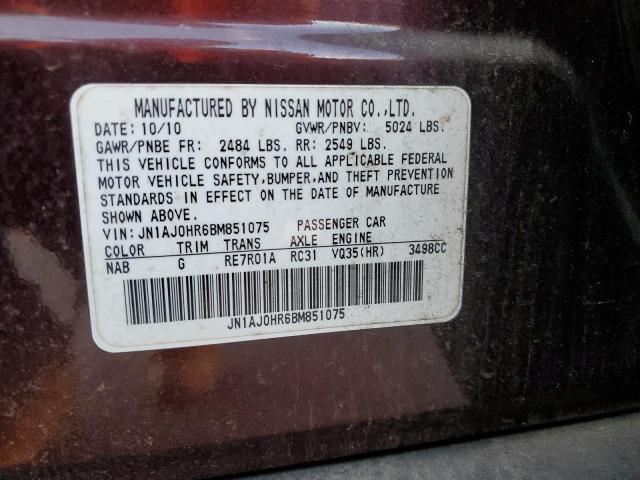 MANUFACTURED BY NISSAN MOTOR CO.,LTD.
DATE: 10/10 GVWR/PNBV: 5024 LBS.
GAWR/PNBE FR: 2484 LBS. RR: 2549 LBS.
THIS VEHICLE CONFORMS TO ALL APPLICABLE FEDERAL
MOTOR VEHICLE SAFETY,BUMPER,AND THEFT PREVENTION
STANDARDS IN EFFECT ON THE DATE OF MANUFACTURE
SHOWN ABOVE.
VIN: JN1AJ0HR6BM851075 PASSENGER CAR
COLOR TRIM TRANS AXLE ENGINE
NAB G RE7R01A RC31 VQ35(HR) 3498CC
JN1AJ0HR6BM851075